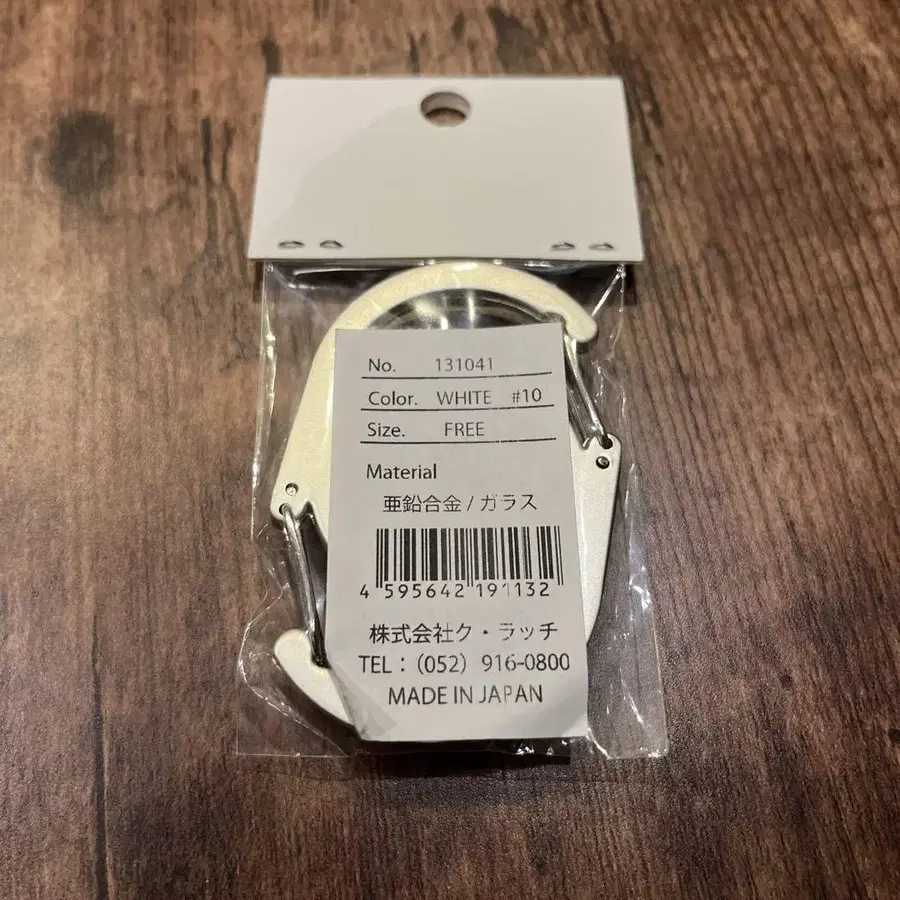 No. 131041
Color. WHITE #10
Size. FREE
Material
亜鉛合金 / ガラス
4 595642 191132
株式会社ク・ラッチ
TEL：（052）916-0800
MADE IN JAPAN